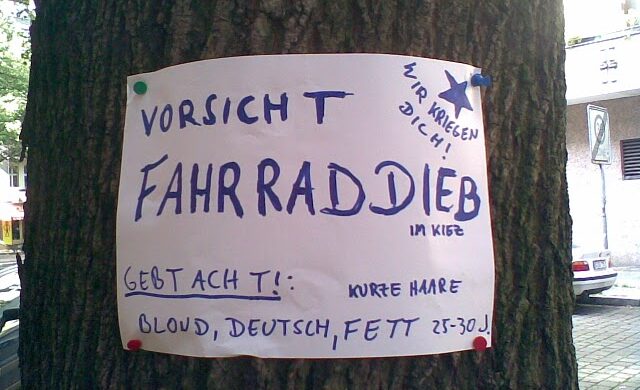 VORSICHT
WIR KRIEGEN
DICH!
FAHRRADDIEB
IM KIEZ
GEBT ACHT!:
KURZE HAARE
BLOND, DEUTSCH, FETT 25-30 J.